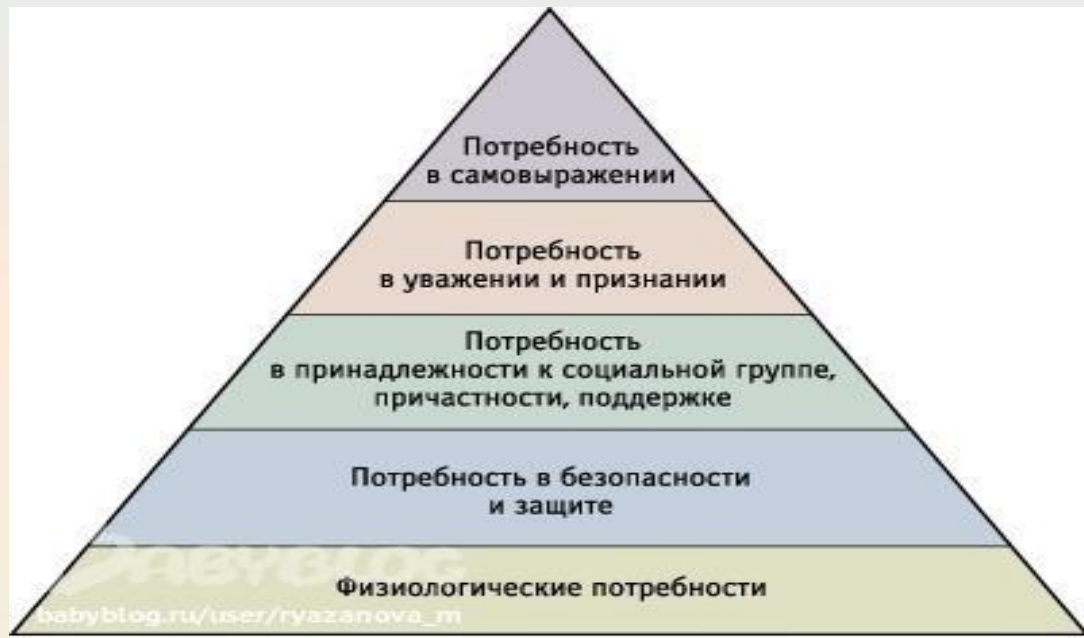 Потребность
в самовыражении
Потребность
в уважении и признании
Потребность
в принадлежности к социальной группе,
причастности, поддержке
Потребность в безопасности
и защите
BABYBLOG
Физиологические потребности
babyblog.ru/user/ryazanova_m